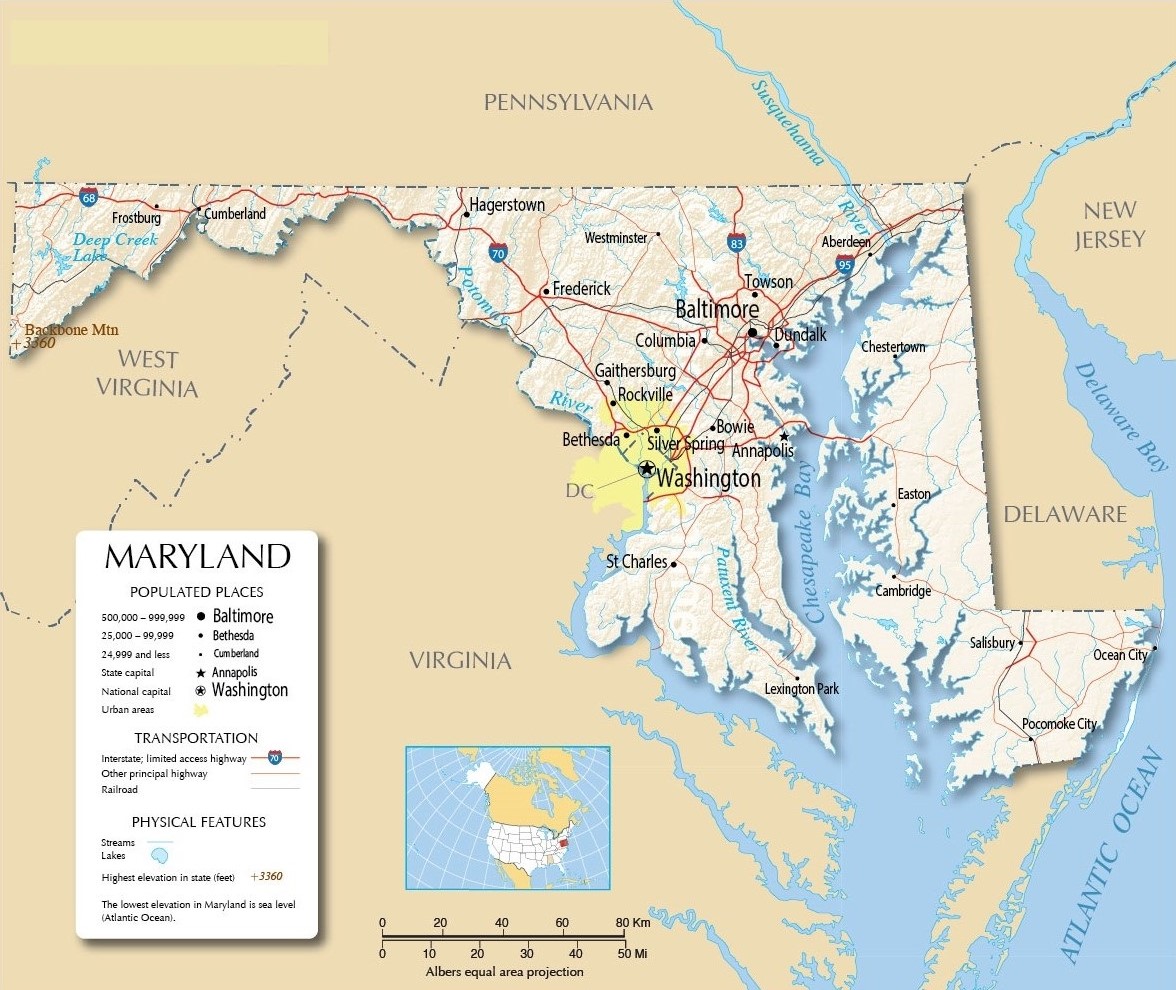 PENNSYLVANIA
Susquehanna
River
NEW
JERSEY
68
Frostburg
Cumberland
Deep Creek
Lake
Hagerstown
70
Westminster
83
Aberdeen
95
Potomac
River
Frederick
Towson
Baltimore
Dundalk
Columbia
Chestertown
Backbone Mtn
+3360
WEST
VIRGINIA
Gaithersburg
Rockville
Bethesda
Silver Spring
Bowie
Annapolis
Washington
DC
Delaware Bay
Chesapeake Bay
Easton
DELAWARE
St Charles
Patuxent River
Cambridge
VIRGINIA
Salisbury
Ocean City
Lexington Park
Pocomoke City
ATLANTIC OCEAN
MARYLAND
POPULATED PLACES
500,000 – 999,999 Baltimore
25,000 – 99,999 Bethesda
24,999 and less Cumberland
State capital Annapolis
National capital Washington
Urban areas
TRANSPORTATION
Interstate; limited access highway 70
Other principal highway
Railroad
PHYSICAL FEATURES
Streams
Lakes
Highest elevation in state (feet) +3360
The lowest elevation in Maryland is sea level
(Atlantic Ocean).
0 20 40 60 80 Km
0 10 20 30 40 50 Mi
Albers equal area projection